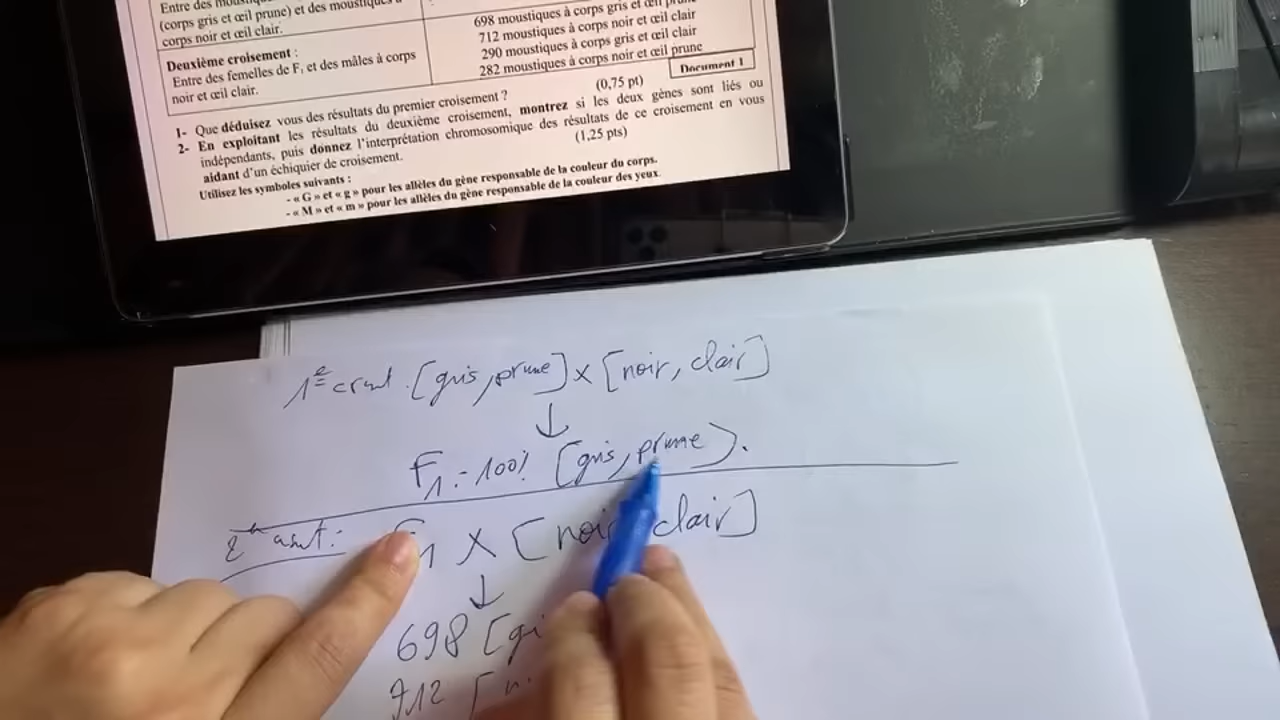 Entre des moustiques à
(corps gris et œil prune) et des moustiques à
corps noir et œil clair.
Deuxième croisement :
Entre des femelles de F1 et des mâles à corps
noir et œil clair.
698 moustiques à corps gris et œil prune
712 moustiques à corps noir et œil clair
290 moustiques à corps gris et œil clair
282 moustiques à corps noir et œil prune
Document 1
1- Que déduisez vous des résultats du premier croisement ? (0,75 pt)
2- En exploitant les résultats du deuxième croisement, montrez si les deux gènes sont liés ou
indépendants, puis donnez l'interprétation chromosomique des résultats de ce croisement en vous
aidant d'un échiquier de croisement. (1,25 pts)
Utilisez les symboles suivants :
- « G » et « g » pour les allèles du gène responsable de la couleur du corps.
- « M » et « m » pour les allèles du gène responsable de la couleur des yeux.
1e crmt. [gris, prune] x [noir, clair]
↓
F1 : 100% [gris, prune].
2em crmt : F1 X [noir clair]
↓
698 [gi
712 [n